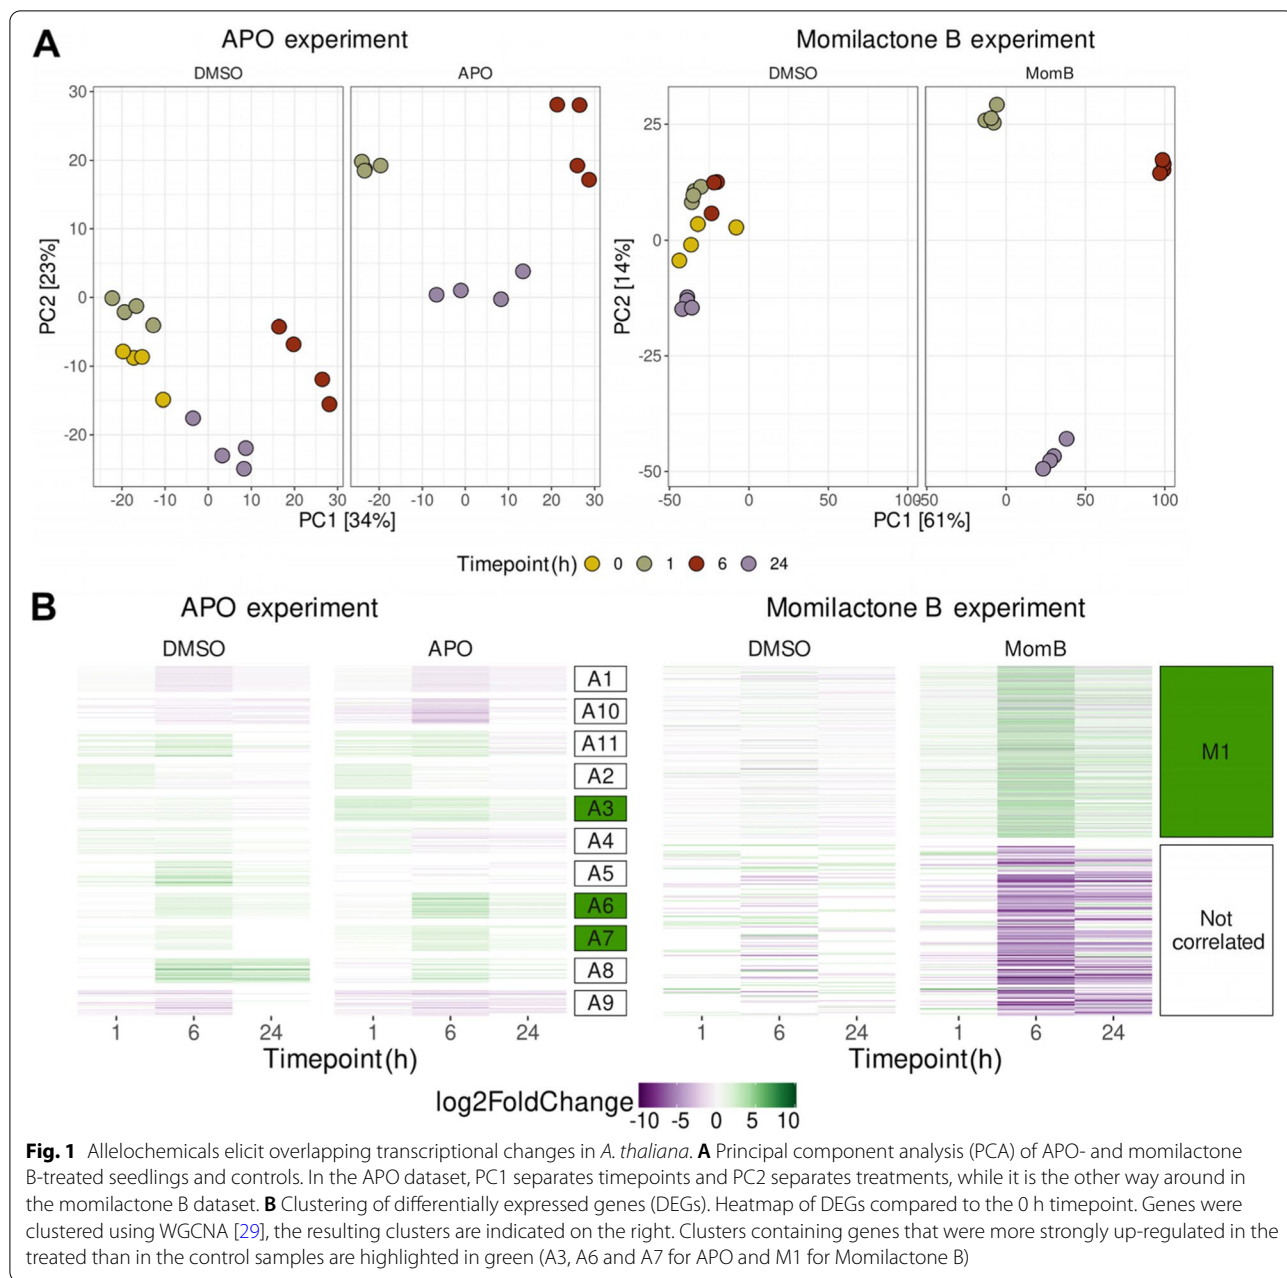 A
APO experiment
Momilactone B experiment
DMSO
APO
DMSO
MomB
30
20
10
0
-10
-20
PC2 [23%]
-20
-10
0
10
20
30
-20
-10
0
10
20
30
PC1 [34%]
25
0
-25
-50
PC2 [14%]
-50
0
50
100
-50
0
50
100
PC1 [61%]
Timepoint(h) 0 1 6 24
B
APO experiment
Momilactone B experiment
DMSO
APO
DMSO
MomB
A1
A10
A11
A2
A3
A4
A5
A6
A7
A8
A9
M1
Not
correlated
1 6 24
1 6 24
1 6 24
1 6 24
Timepoint(h)
Timepoint(h)
log2FoldChange
-10 -5 0 5 10
Fig. 1 Allelochemicals elicit overlapping transcriptional changes in A. thaliana. A Principal component analysis (PCA) of APO- and momilactone
B-treated seedlings and controls. In the APO dataset, PC1 separates timepoints and PC2 separates treatments, while it is the other way around in
the momilactone B dataset. B Clustering of differentially expressed genes (DEGs). Heatmap of DEGs compared to the 0 h timepoint. Genes were
clustered using WGCNA [29], the resulting clusters are indicated on the right. Clusters containing genes that were more strongly up-regulated in the
treated than in the control samples are highlighted in green (A3, A6 and A7 for APO and M1 for Momilactone B)